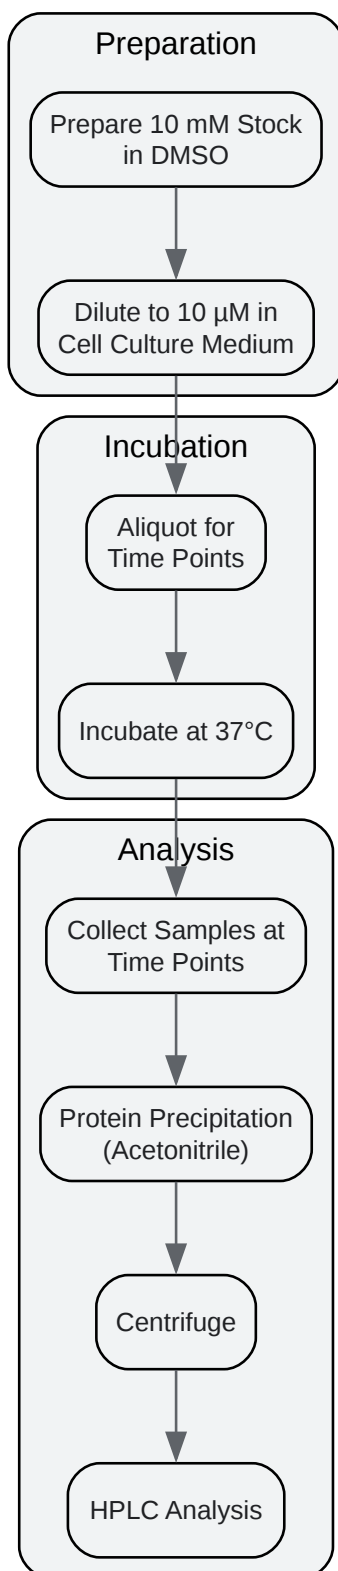 Preparation
Prepare 10 mM Stock
in DMSO
Dilute to 10 µM in
Cell Culture Medium
Incubation
Aliquot for
Time Points
Incubate at 37°C
Analysis
Collect Samples at
Time Points
Protein Precipitation
(Acetonitrile)
Centrifuge
HPLC Analysis